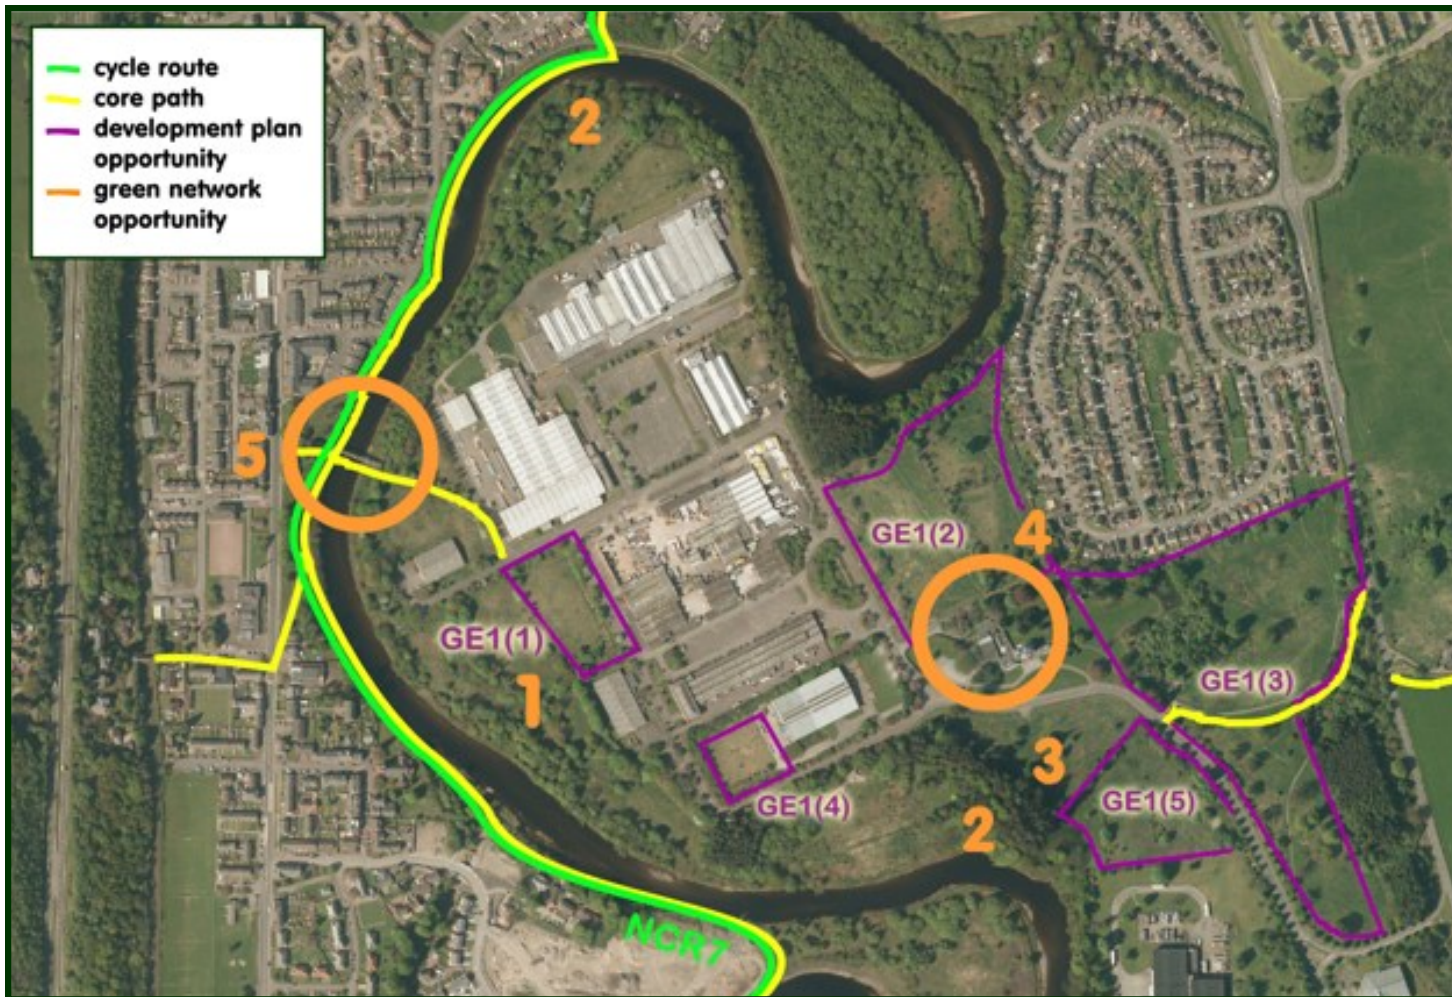 cycle route
core path
development plan
opportunity
green network
opportunity
2
5
GE1(2)
4
GE1(1)
GE1(3)
1
3
GE1(4)
GE1(5)
2
NCR7